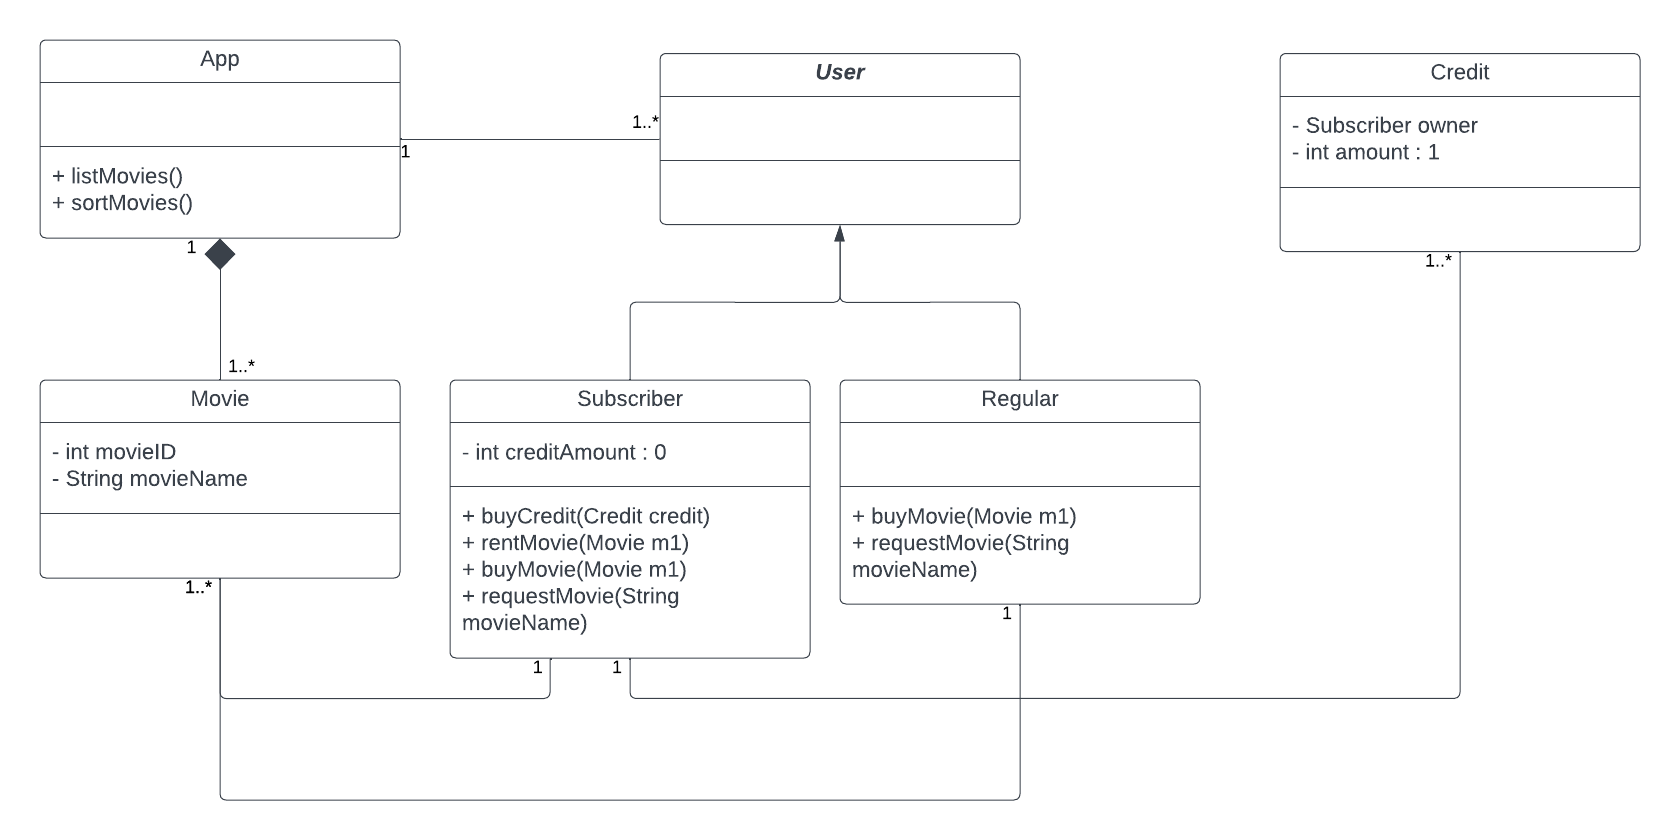 App
+ listMovies()
+ sortMovies()
1
1
1..*
User
1..*
Credit
- Subscriber owner
- int amount : 1
1..*
Movie
- int movieID
- String movieName
1..*
Subscriber
- int creditAmount : 0
+ buyCredit(Credit credit)
+ rentMovie(Movie m1)
+ buyMovie(Movie m1)
+ requestMovie(String
movieName)
1
1
Regular
+ buyMovie(Movie m1)
+ requestMovie(String
movieName)
1